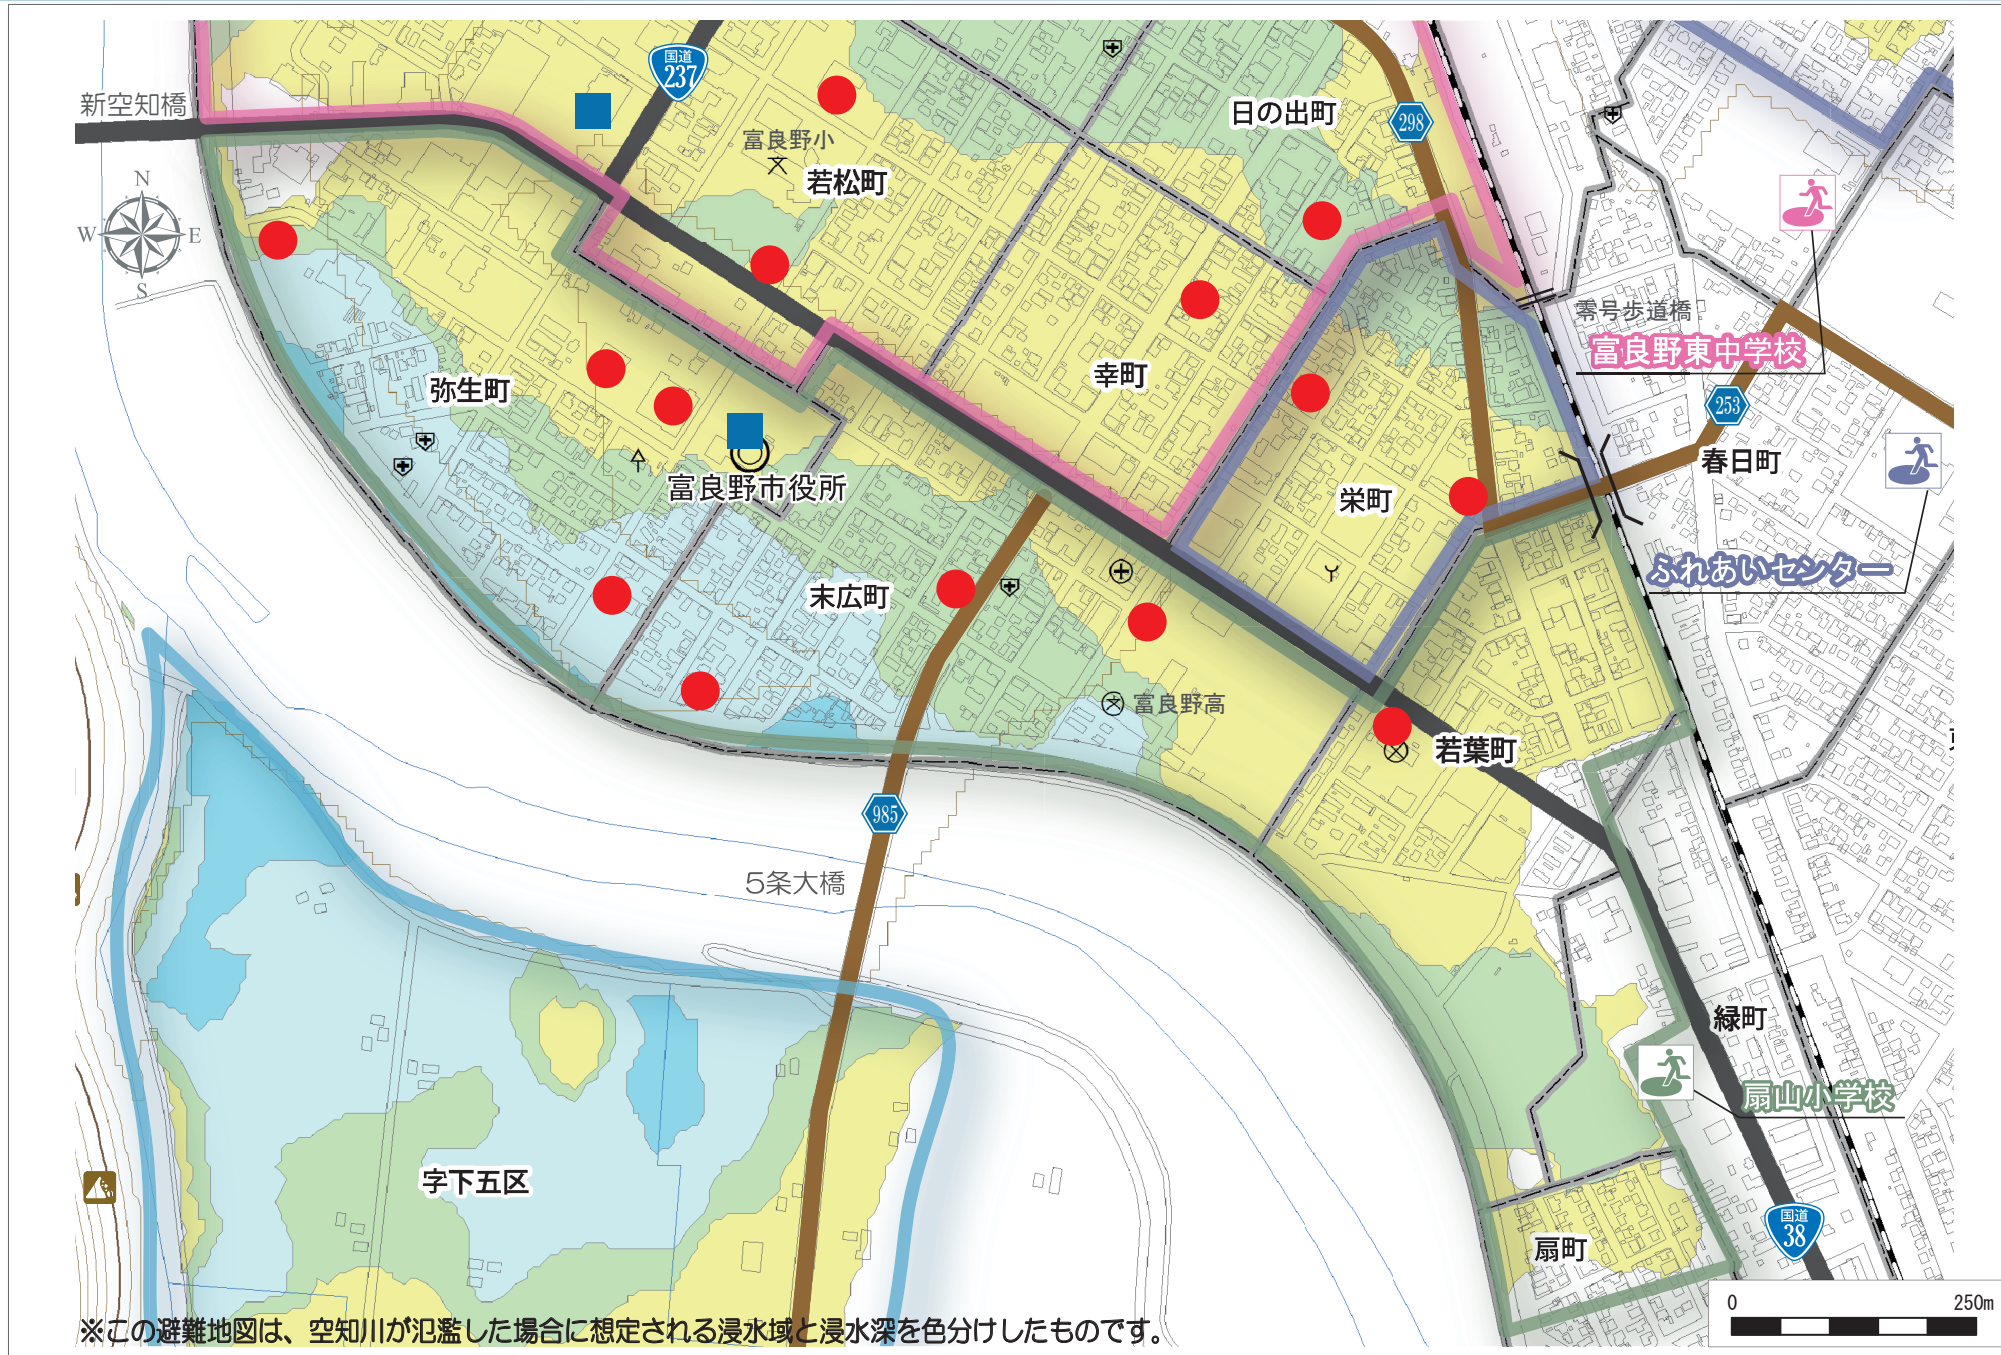 国道
237
新空知橋
日の出町
298
富良野小
若松町
N
W
E
S
零号歩道橋
富良野東中学校
幸町
弥生町
253
春日町
富良野市役所
栄町
ふれあいセンター
末広町
富良野高
若葉町
985
5条大橋
緑町
扇山小学校
字下五区
国道
38
扇町
0
250m
※この避難地図は、空知川が氾濫した場合に想定される浸水域と浸水深を色分けしたものです。